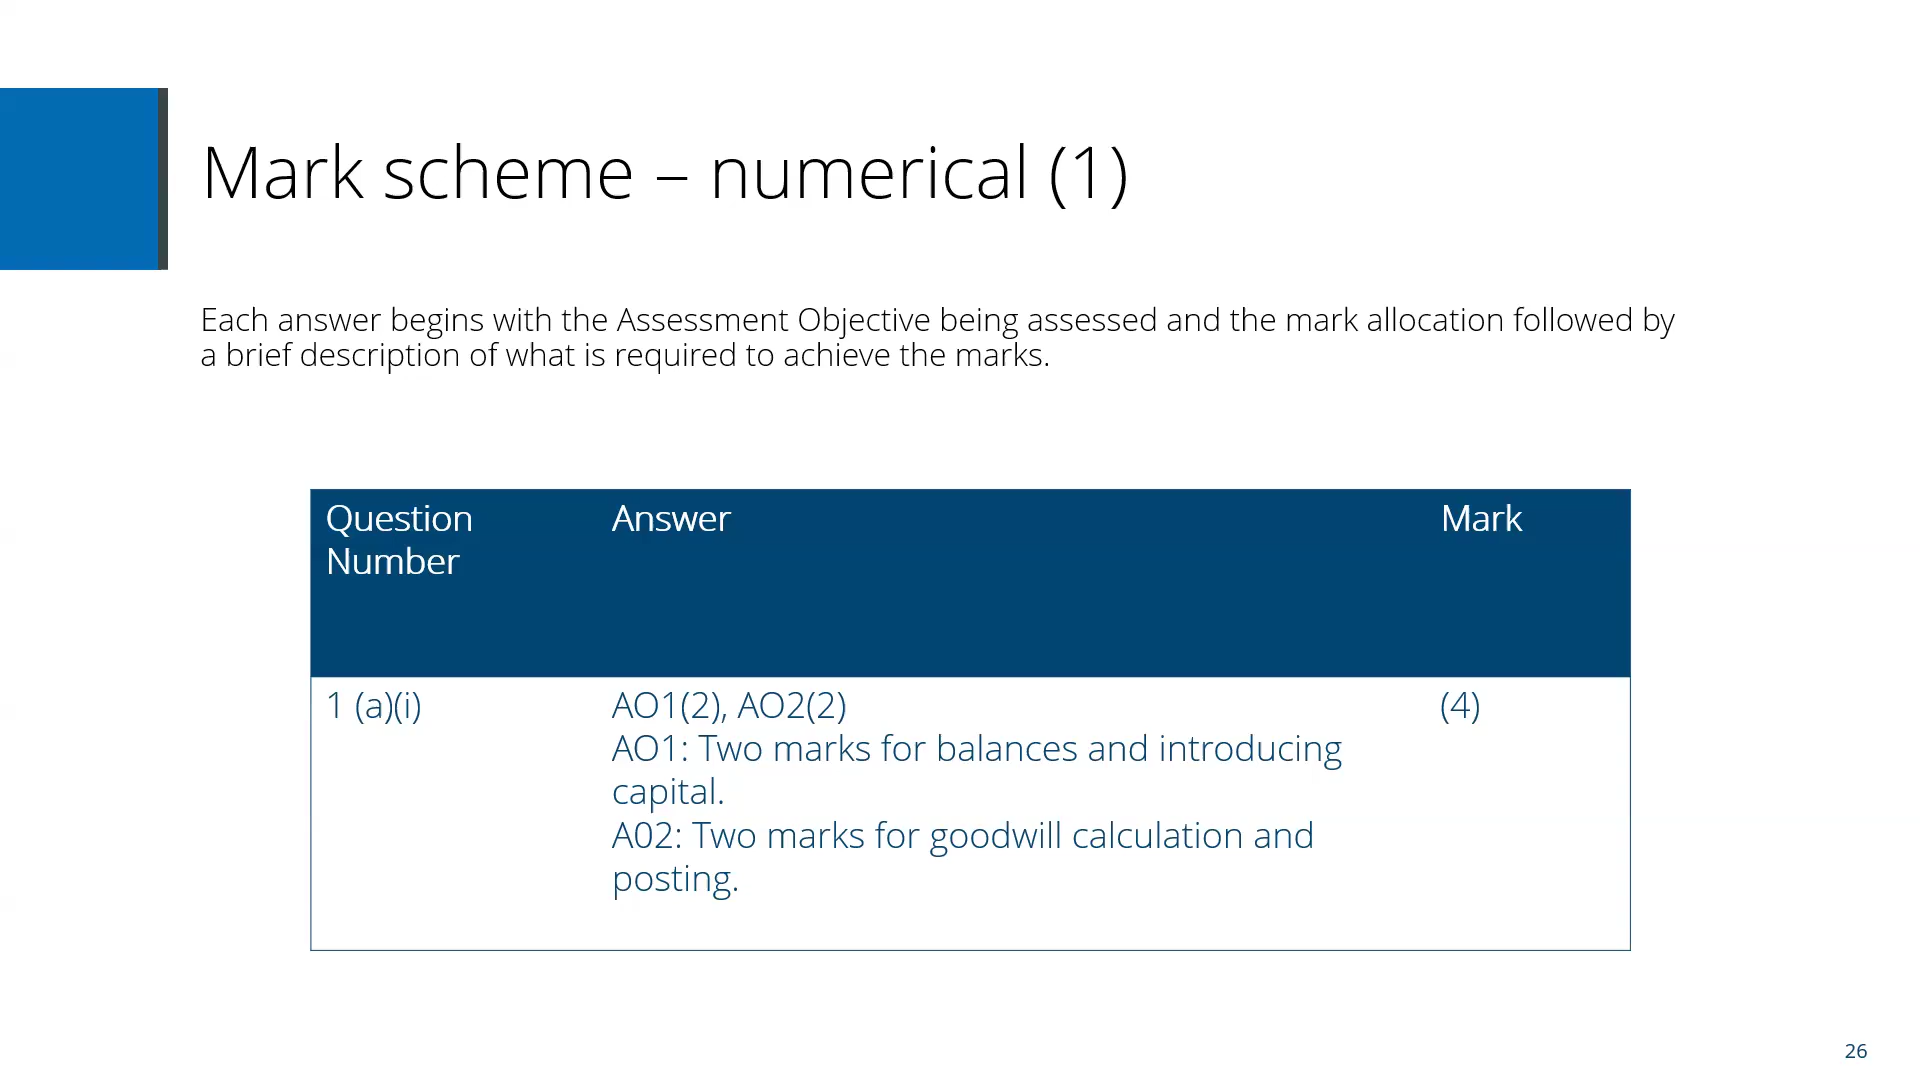 Mark scheme – numerical (1)
Each answer begins with the Assessment Objective being assessed and the mark allocation followed by
a brief description of what is required to achieve the marks.
Question
Number
Answer
Mark
1 (a)(i)
AO1(2), AO2(2)
AO1: Two marks for balances and introducing
capital.
A02: Two marks for goodwill calculation and
posting.
(4)
26